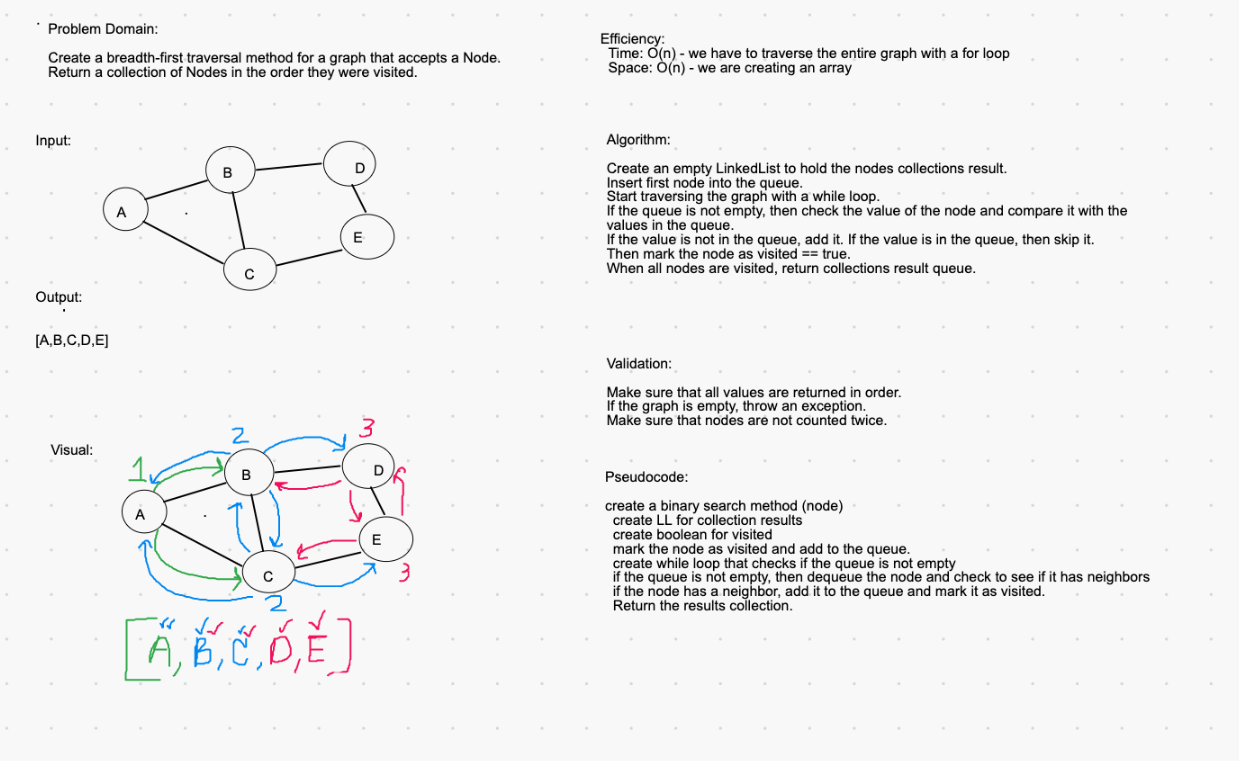 Problem Domain:
Create a breadth-first traversal method for a graph that accepts a Node.
Return a collection of Nodes in the order they were visited.
Input:
A
B
C
D
E
Output:
[A,B,C,D,E]
Visual:
1
2
3
A
B
C
D
E
2
3
[A, B, C, D, E]
Efficiency:
Time: O(n) - we have to traverse the entire graph with a for loop
Space: O(n) - we are creating an array
Algorithm:
Create an empty LinkedList to hold the nodes collections result.
Insert first node into the queue.
Start traversing the graph with a while loop.
If the queue is not empty, then check the value of the node and compare it with the
values in the queue.
If the value is not in the queue, add it. If the value is in the queue, then skip it.
Then mark the node as visited == true.
When all nodes are visited, return collections result queue.
Validation:
Make sure that all values are returned in order.
If the graph is empty, throw an exception.
Make sure that nodes are not counted twice.
Pseudocode:
create a binary search method (node)
create LL for collection results
create boolean for visited
mark the node as visited and add to the queue.
create while loop that checks if the queue is not empty
if the queue is not empty, then dequeue the node and check to see if it has neighbors
if the node has a neighbor, add it to the queue and mark it as visited.
Return the results collection.